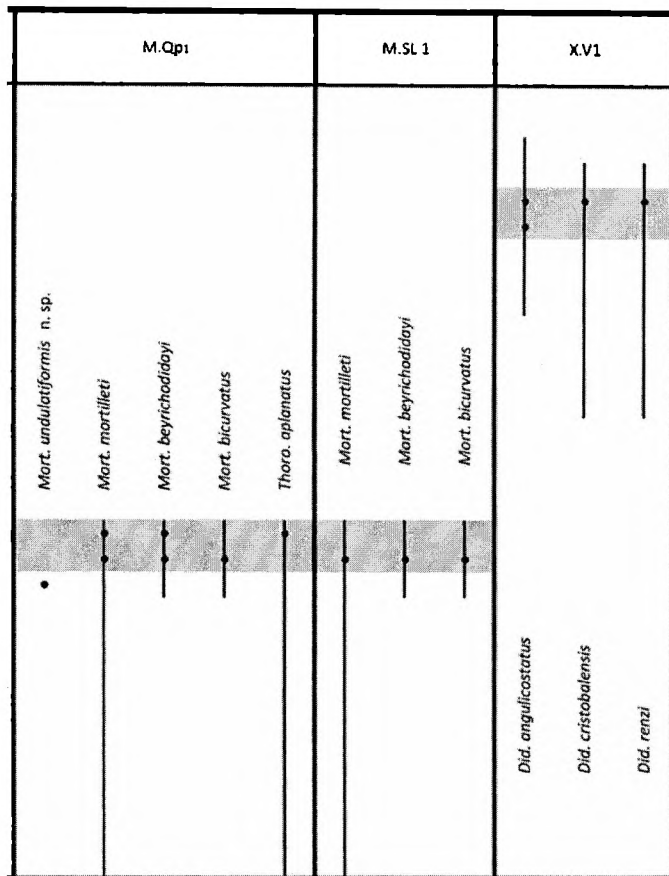 M.Qp1
M.SL 1
X.V1
Mort. undulatiformis n. sp.
Mort. mortilleti
Mort. beyrichodidayi
Mort. bicurvatus
Thoro. aplanatus
Mort. mortilleti
Mort. beyrichodidayi
Mort. bicurvatus
Did. angulicostatus
Did. cristobalensis
Did. renzi